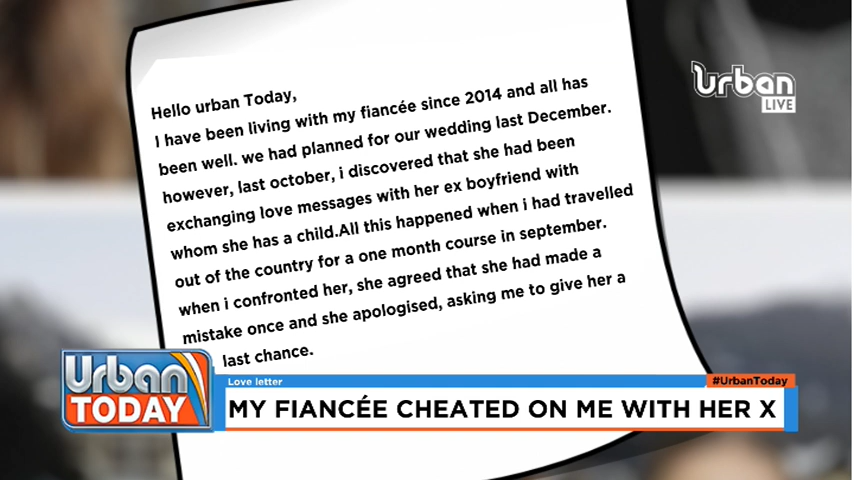 Urban
LIVE
Hello urban Today,
I have been living with my fiancée since 2014 and all has
been well. we had planned for our wedding last December.
however, last october, i discovered that she had been
exchanging love messages with her ex boyfriend with
whom she has a child.All this happened when i had travelled
out of the country for a one month course in september.
when i confronted her, she agreed that she had made a
mistake once and she apologised, asking me to give her a
last chance.
Urban
TODAY
Love letter
#UrbanToday
MY FIANCÉE CHEATED ON ME WITH HER X